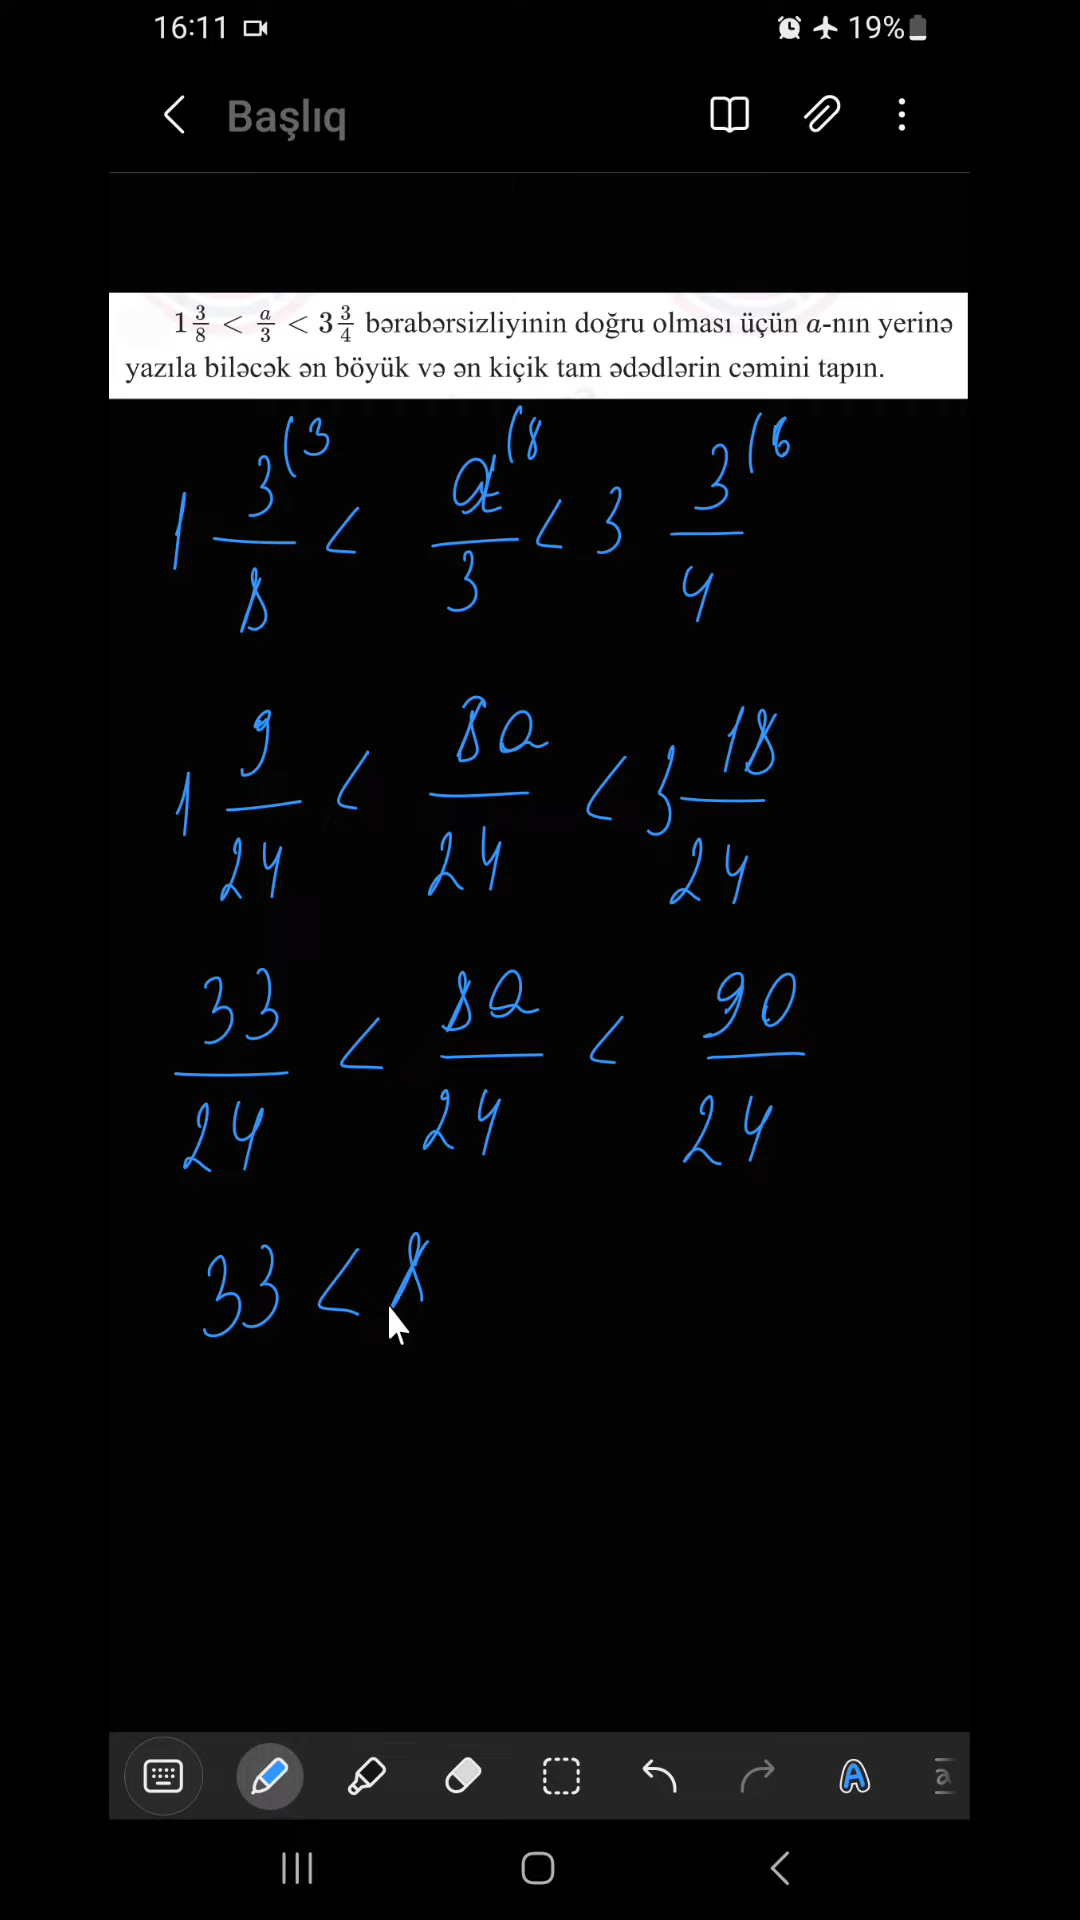 16:11 19%
Başlıq
1 3/8 < a/3 < 3 3/4 bərabərsizliyinin doğru olması üçün a-nın yerinə
yazıla biləcək ən böyük və ən kiçik tam ədədlərin cəmini tapın.
1 3(3/8 < a(8/3 < 3 3(6/4
1 9/24 < 8a/24 < 3 18/24
33/24 < 8a/24 < 90/24
33 <
A a